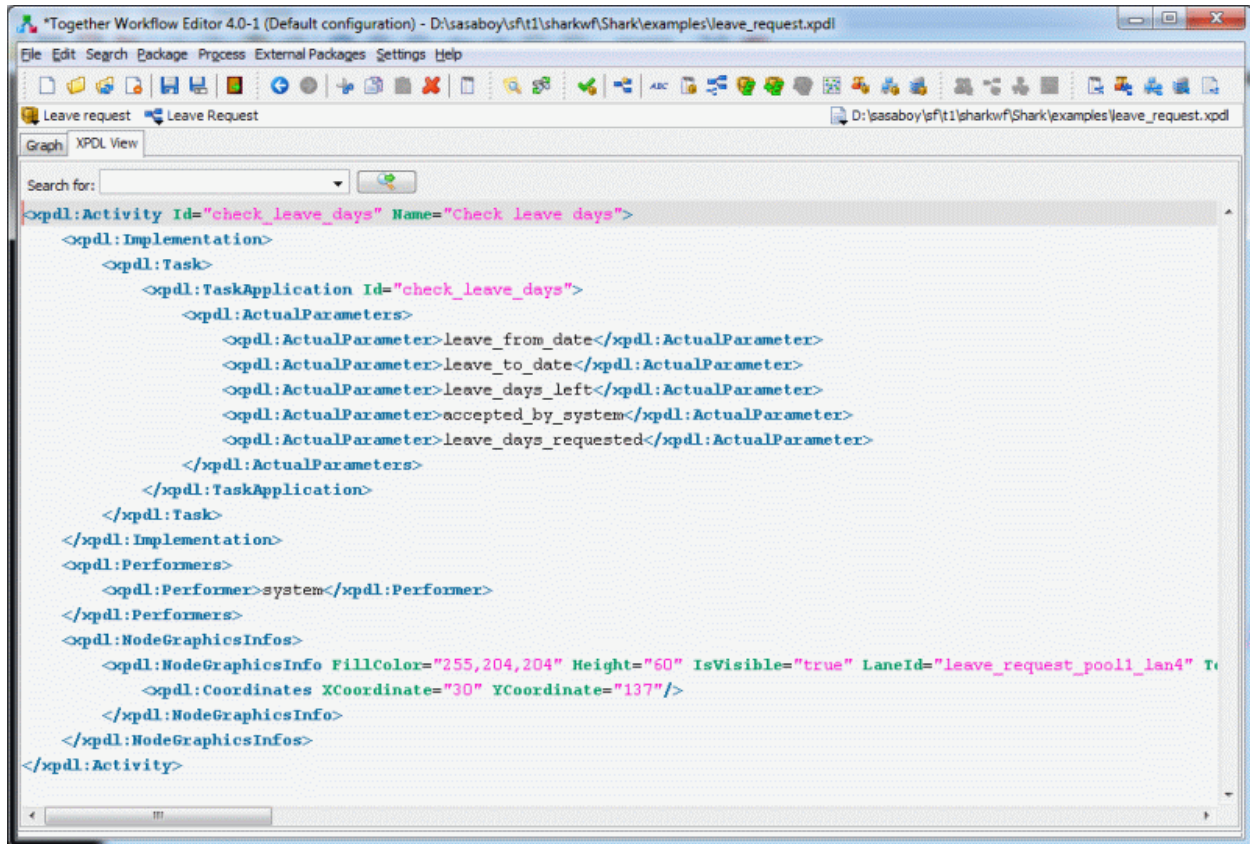 *Together Workflow Editor 4.0-1 (Default configuration) - D:\sasaboy\sf\t1\sharkwf\Shark\examples\leave_request.xpdl
File Edit Search Package Process External Packages Settings Help
ABC
Leave request Leave Request D:\sasaboy\sf\t1\sharkwf\Shark\examples\leave_request.xpdl
Graph XPDL View
Search for:
<xpdl:Activity Id="check_leave_days" Name="Check leave days">
<xpdl:Implementation>
<xpdl:Task>
<xpdl:TaskApplication Id="check_leave_days">
<xpdl:ActualParameters>
<xpdl:ActualParameter>leave_from_date</xpdl:ActualParameter>
<xpdl:ActualParameter>leave_to_date</xpdl:ActualParameter>
<xpdl:ActualParameter>leave_days_left</xpdl:ActualParameter>
<xpdl:ActualParameter>accepted_by_system</xpdl:ActualParameter>
<xpdl:ActualParameter>leave_days_requested</xpdl:ActualParameter>
</xpdl:ActualParameters>
</xpdl:TaskApplication>
</xpdl:Task>
</xpdl:Implementation>
<xpdl:Performers>
<xpdl:Performer>system</xpdl:Performer>
</xpdl:Performers>
<xpdl:NodeGraphicsInfos>
<xpdl:NodeGraphicsInfo FillColor="255,204,204" Height="60" IsVisible="true" LaneId="leave_request_pool1_lan4"
<xpdl:Coordinates XCoordinate="30" YCoordinate="137"/>
</xpdl:NodeGraphicsInfo>
</xpdl:NodeGraphicsInfos>
</xpdl:Activity>